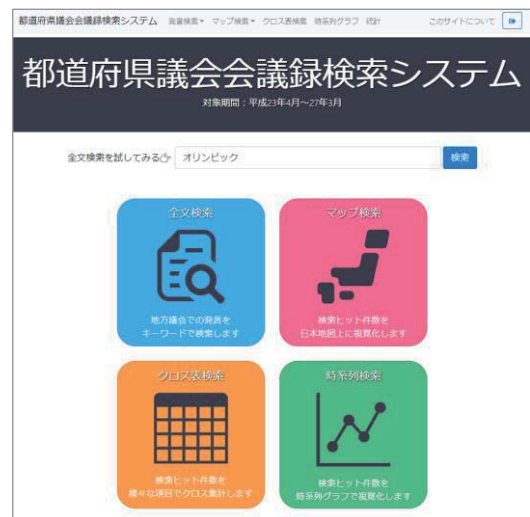 都道府県議会会議録検索システム 発言検索 マップ検索 クロス表検索 時系列グラフ 統計 このサイトについて
都道府県議会会議録検索システム
対象期間：平成23年4月～27年3月
全文検索を試してみる オリンピック 検索
全文検索
地方議会での発言を
キーワードで検索します
マップ検索
検索ヒット件数を
日本地図上に視覚化します
クロス表検索
検索ヒット件数を
様々な項目でクロス集計します
時系列検索
検索ヒット件数を
時系列グラフで視覚化します